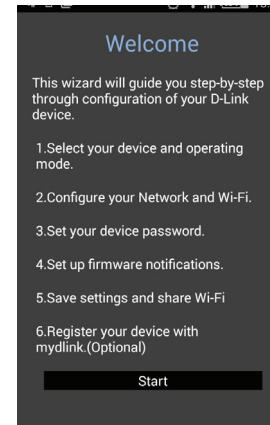 Welcome
This wizard will guide you step-by-step
through configuration of your D-Link
device.
1.Select your device and operating
mode.
2.Configure your Network and Wi-Fi.
3.Set your device password.
4.Set up firmware notifications.
5.Save settings and share Wi-Fi
6.Register your device with
mydlink.(Optional)
Start